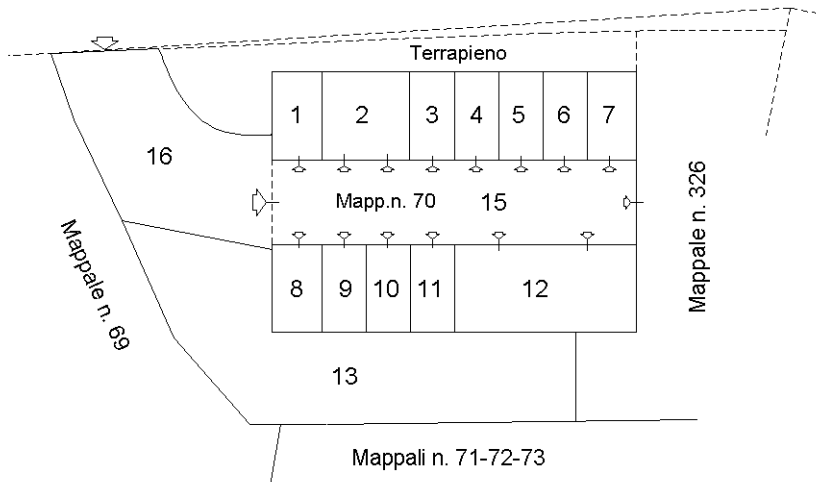 Terrapieno
1 2 3 4 5 6 7
16
Mapp.n. 70 15
Mappale n. 326
Mappale n. 69
8 9 10 11 12
13
Mappali n. 71-72-73